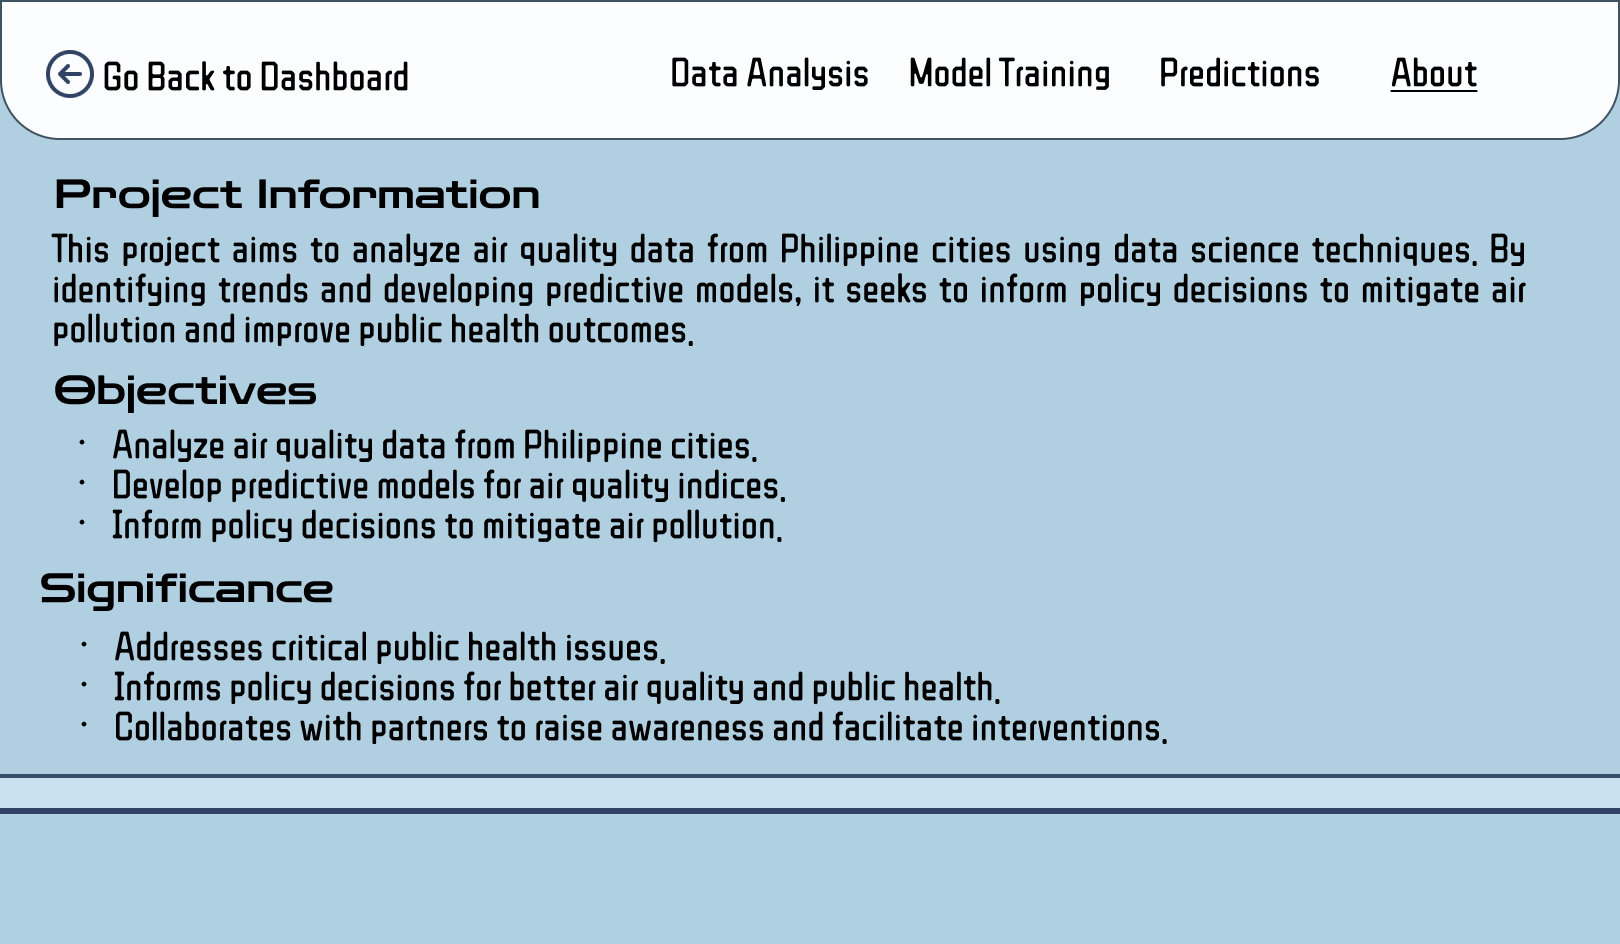 Go Back to Dashboard
Data Analysis
Model Training
Predictions
About
Project Information
This project aims to analyze air quality data from Philippine cities using data science techniques. By
identifying trends and developing predictive models, it seeks to inform policy decisions to mitigate air
pollution and improve public health outcomes.
Objectives
· Analyze air quality data from Philippine cities.
· Develop predictive models for air quality indices.
· Inform policy decisions to mitigate air pollution.
Significance
· Addresses critical public health issues.
· Informs policy decisions for better air quality and public health.
· Collaborates with partners to raise awareness and facilitate interventions.